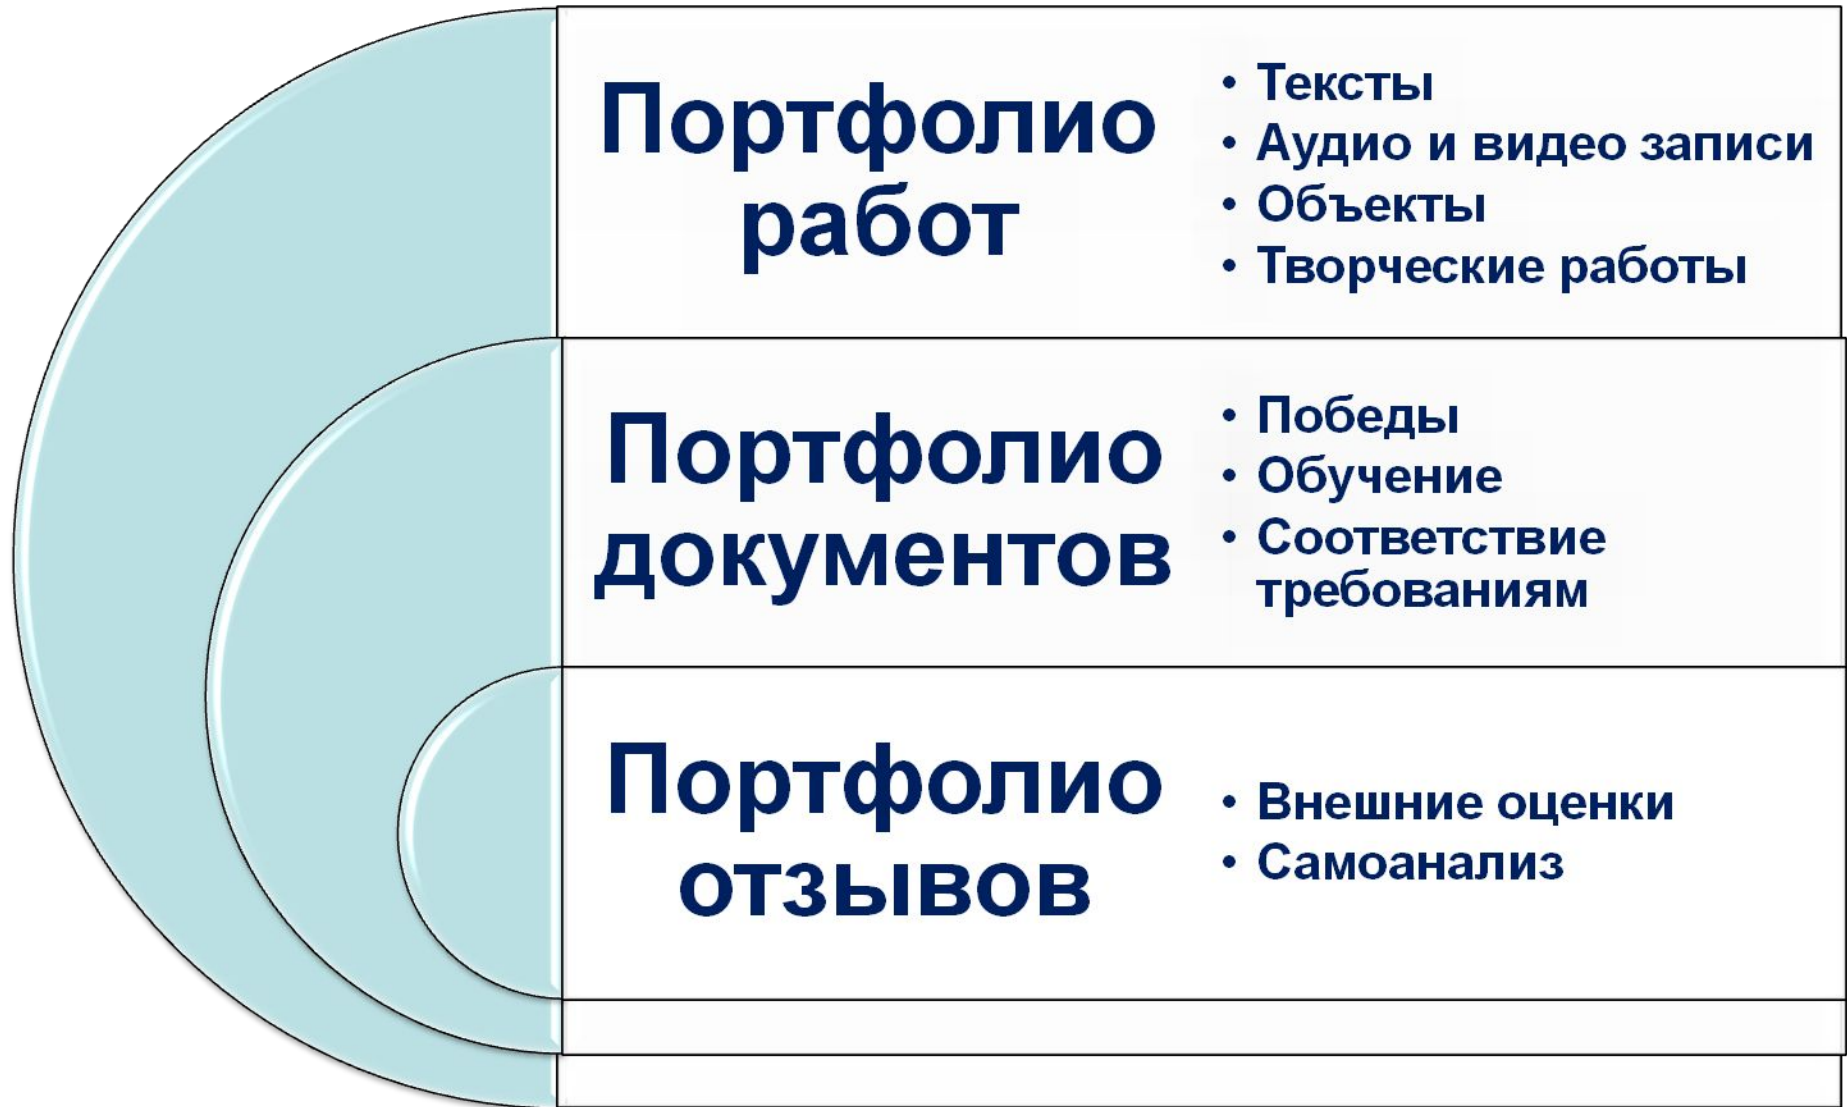 Портфолио
работ
• Тексты
• Аудио и видео записи
• Объекты
• Творческие работы
Портфолио
документов
• Победы
• Обучение
• Соответствие
требованиям
Портфолио
отзывов
• Внешние оценки
• Самоанализ